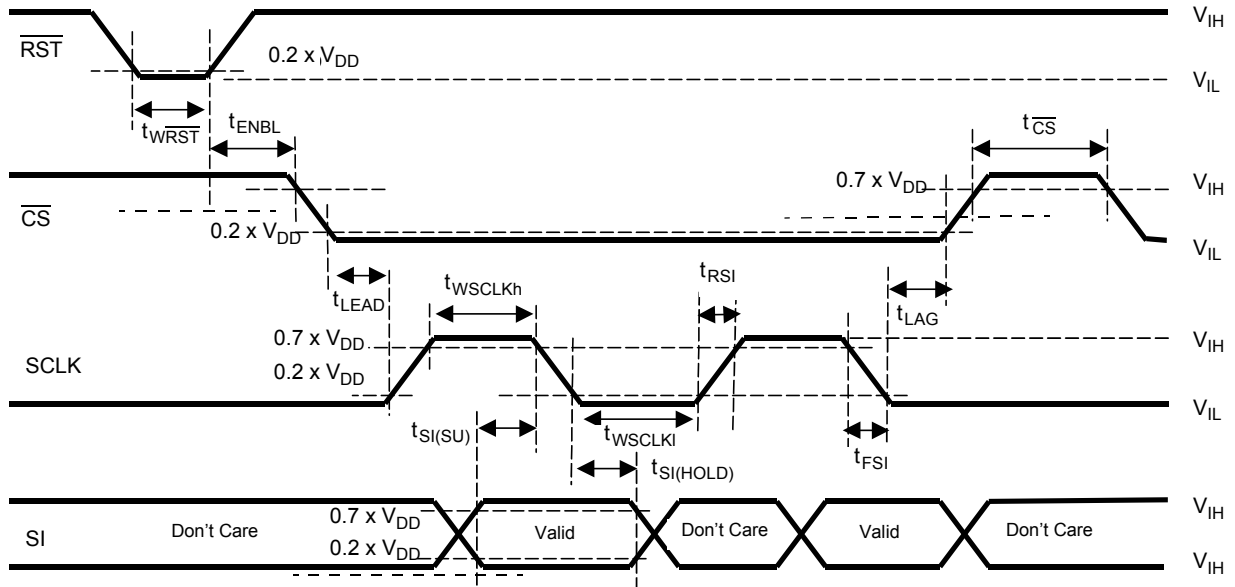 V_IH
RST
0.2 x V_DD
V_IL
t_WRST
t_ENBL
t_CS
0.7 x V_DD
V_IH
CS
0.2 x V_DD
V_IL
t_LEAD
t_WSCLKh
t_RSI
t_LAG
0.7 x V_DD
V_IH
SCLK
0.2 x V_DD
V_IL
t_SI(SU)
t_WSCLKl
t_FSI
t_SI(HOLD)
V_IH
SI
Don't Care
0.7 x V_DD
Valid
Don't Care
Valid
Don't Care
0.2 x V_DD
V_IH